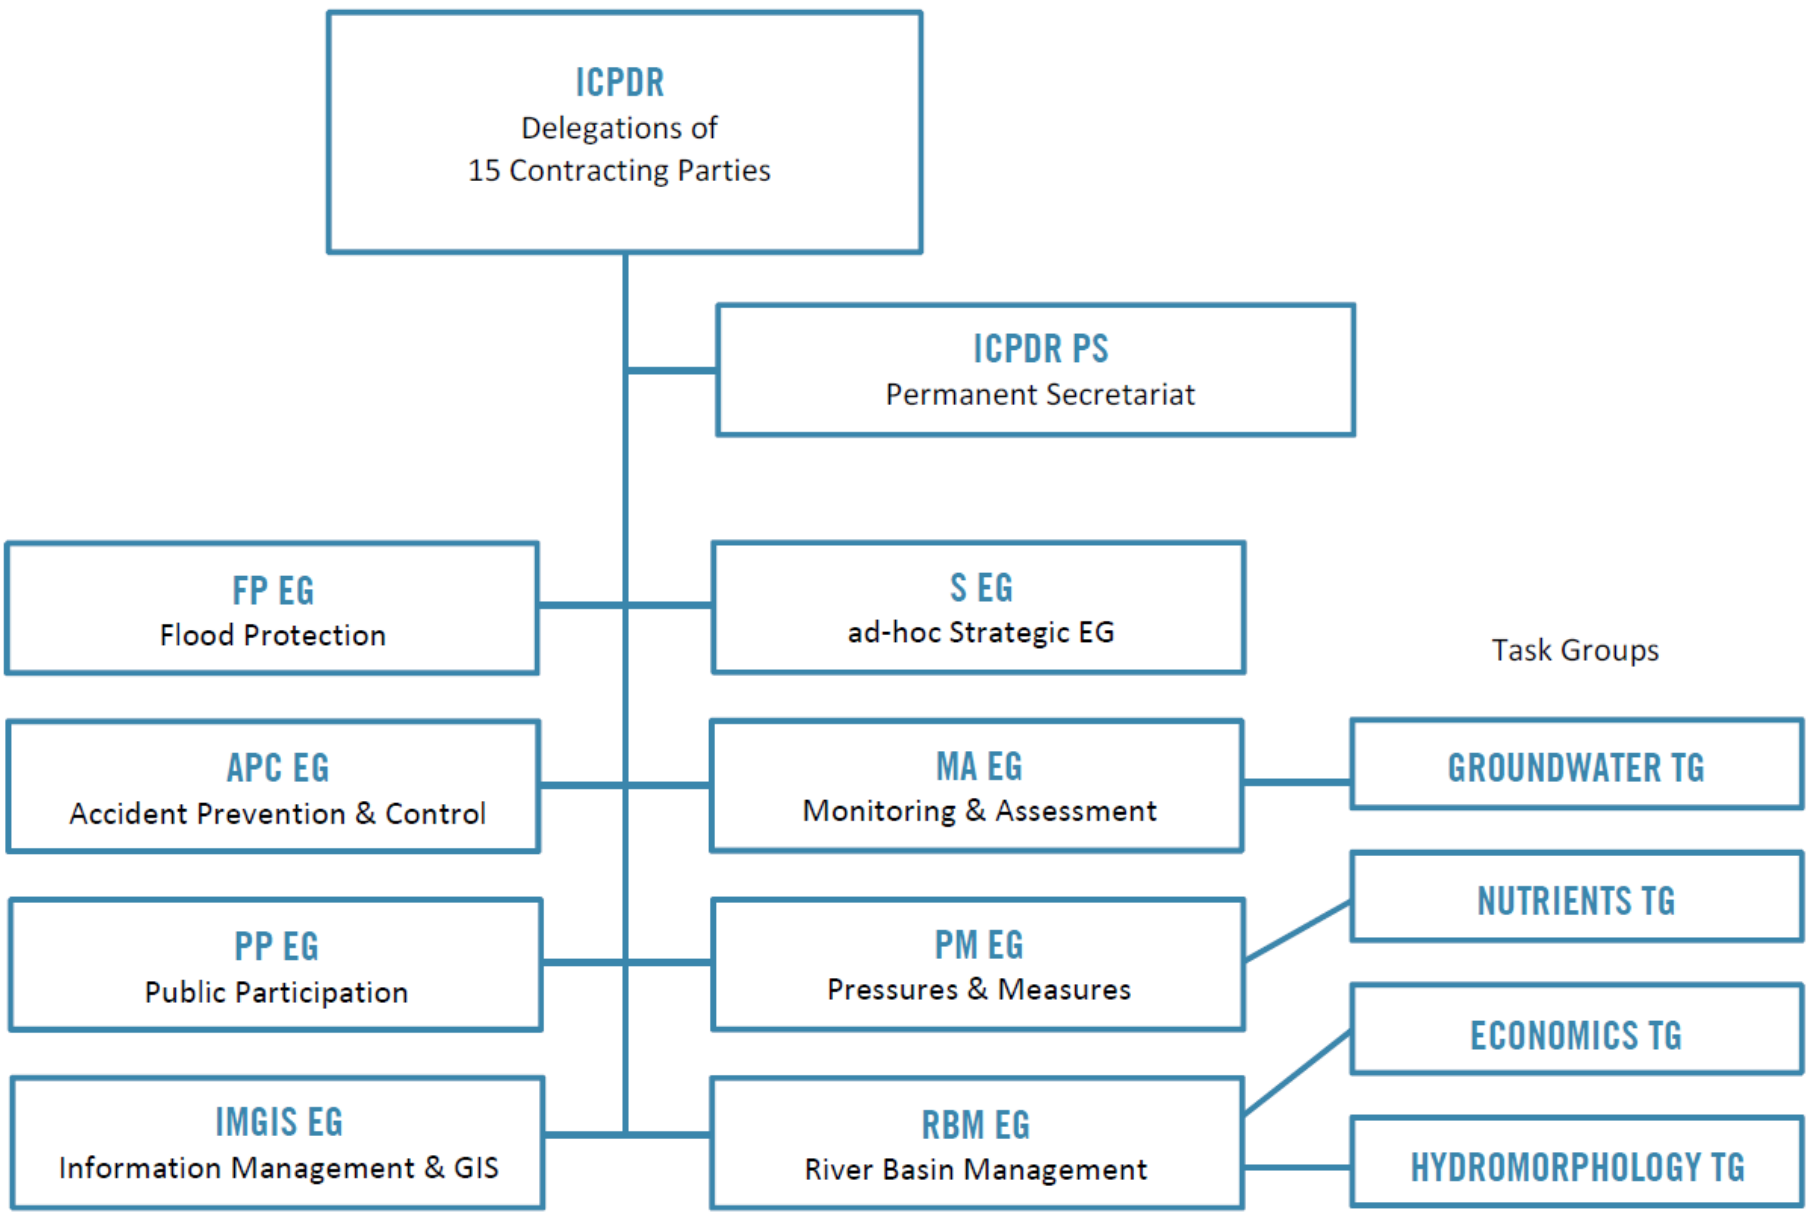 ICPDR
Delegations of
15 Contracting Parties
ICPDR PS
Permanent Secretariat
FP EG
Flood Protection
S EG
ad-hoc Strategic EG
Task Groups
APC EG
Accident Prevention & Control
MA EG
Monitoring & Assessment
GROUNDWATER TG
NUTRIENTS TG
PP EG
Public Participation
PM EG
Pressures & Measures
ECONOMICS TG
IMGIS EG
Information Management & GIS
RBM EG
River Basin Management
HYDROMORPHOLOGY TG